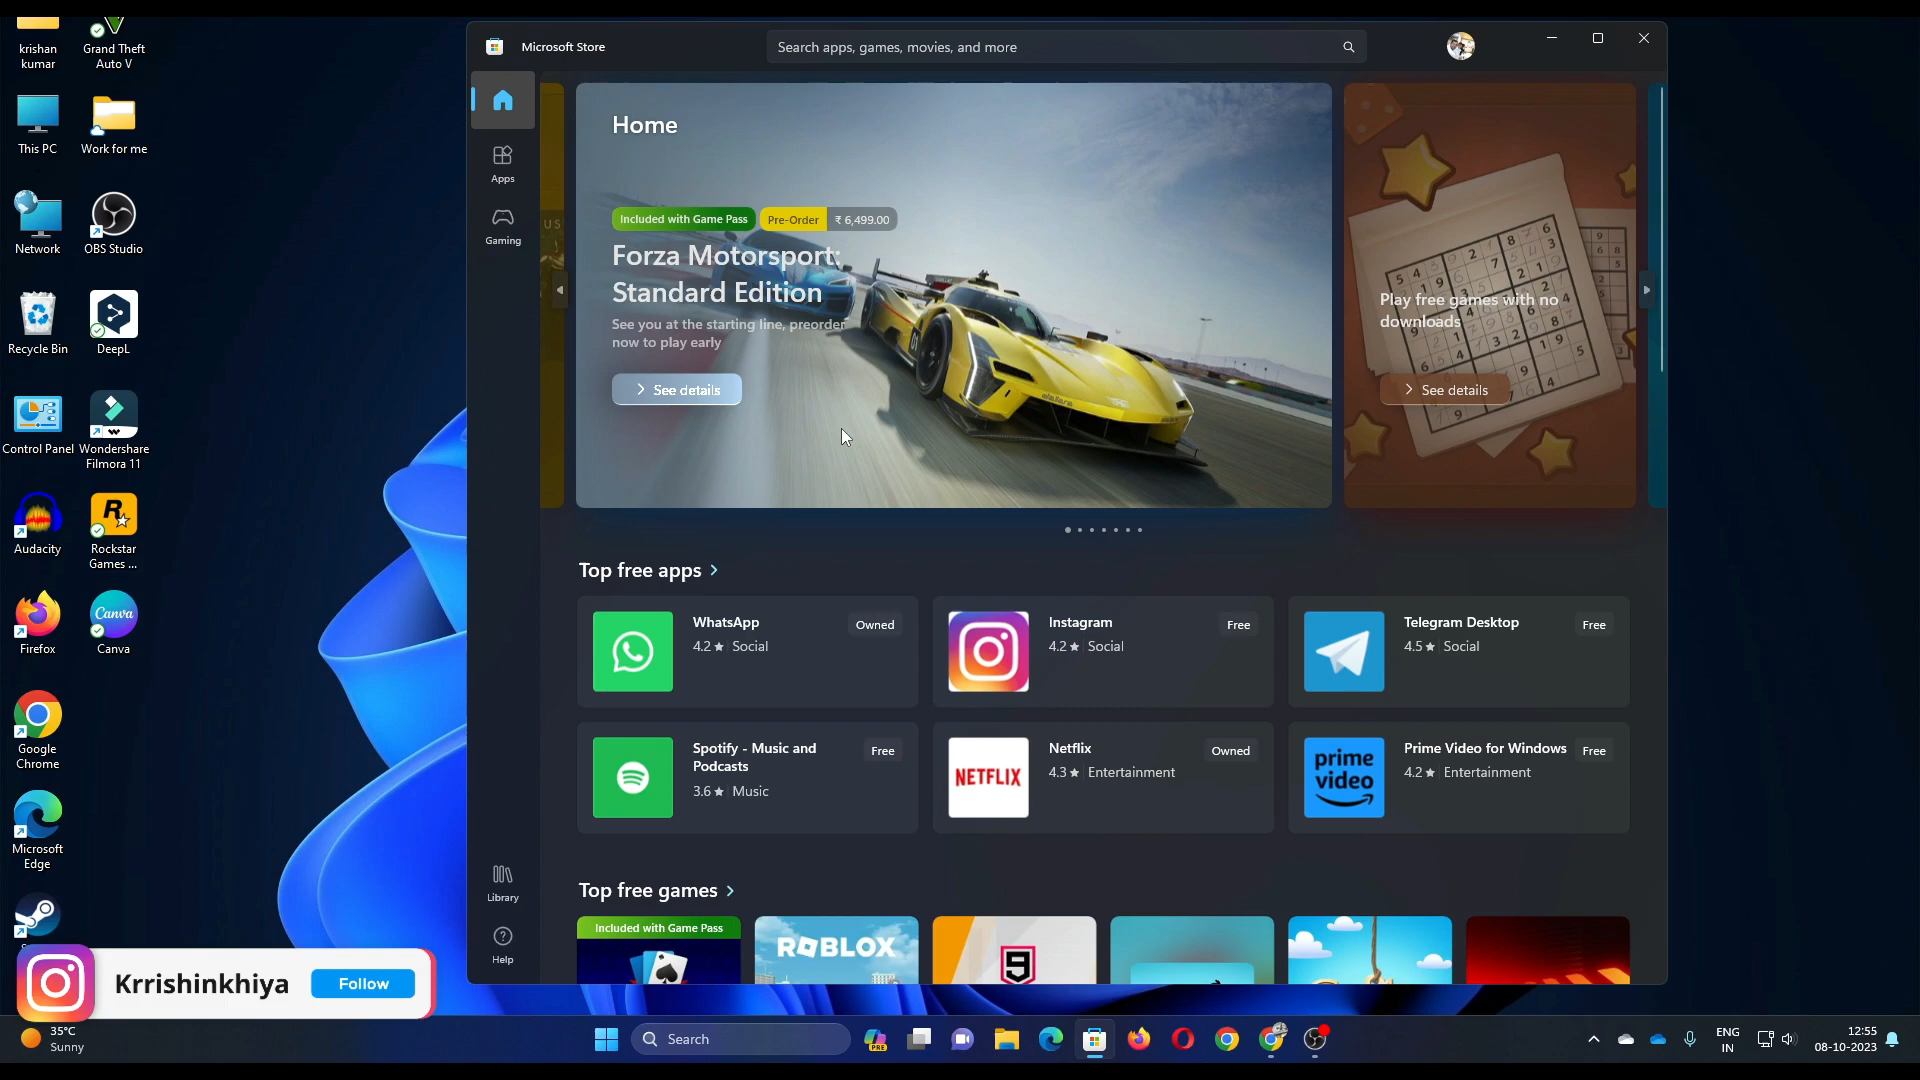 krishan
kumar
Grand Theft
Auto V
This PC
Work for me
Network
OBS Studio
Recycle Bin
DeepL
Control Panel
Wondershare
Filmora 11
Audacity
Rockstar
Games ...
Firefox
Canva
Canva
Google
Chrome
Microsoft
Edge
Krrishinkhiya
Follow
35°C
Sunny
Microsoft Store
Search apps, games, movies, and more
Apps
Gaming
Library
Help
Home
Included with Game Pass
Pre-Order
₹ 6,499.00
Forza Motorsport:
Standard Edition
See you at the starting line, preorder
now to play early
See details
Play free games with no
downloads
See details
Top free apps
WhatsApp
Owned
4.2★ Social
Instagram
Free
4.2★ Social
Telegram Desktop
Free
4.5★ Social
Spotify - Music and
Podcasts
Free
3.6★ Music
NETFLIX
Netflix
Owned
4.3★ Entertainment
prime
video
Prime Video for Windows
Free
4.2★ Entertainment
Top free games
Included with Game Pass
ROBLOX
9
Search
PRE
ENG
IN
12:55
08-10-2023